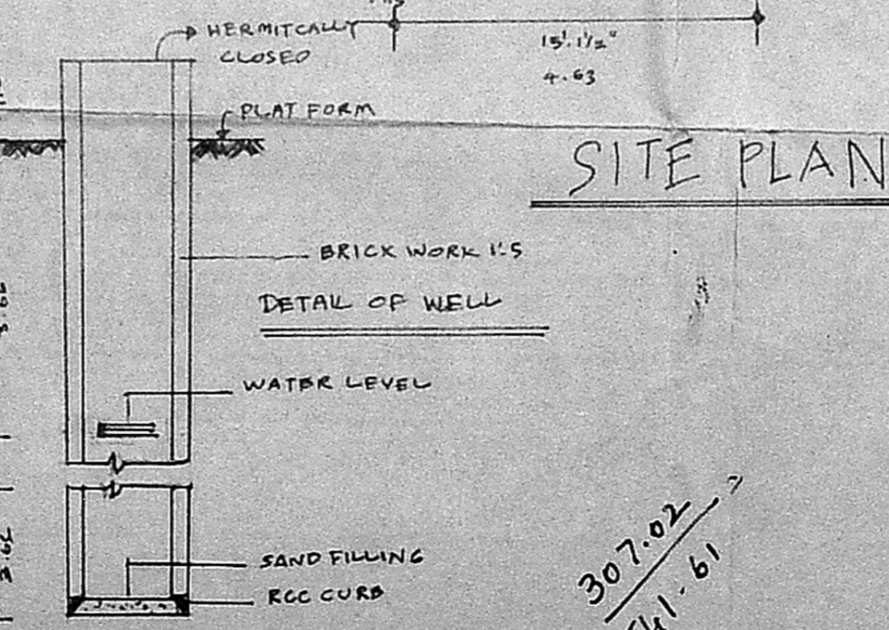 HERMITCALLY
CLOSED
15'.1½"
4.63
PLAT FORM
SITE PLAN
BRICK WORK 1:5
DETAIL OF WELL
WATER LEVEL
307.02
SAND FILLING
RCC CURB